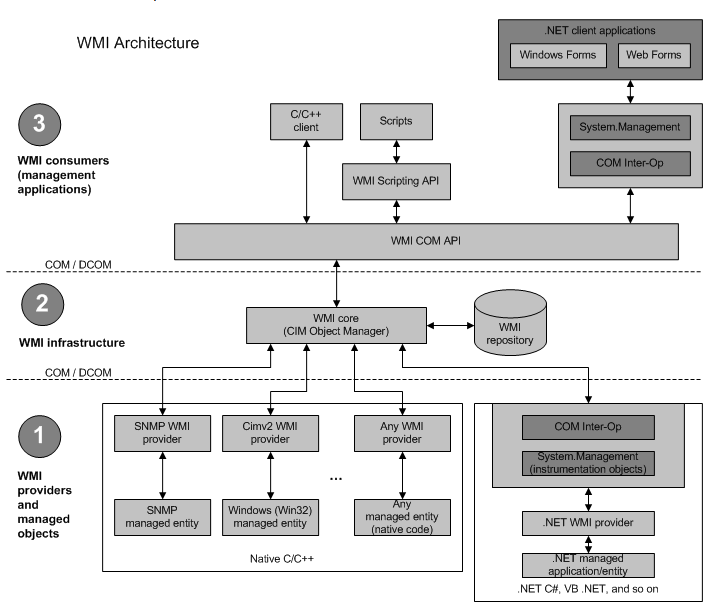 WMI Architecture
.NET client applications
Windows Forms
Web Forms
3
WMI consumers
(management
applications)
C/C++
client
Scripts
System.Management
COM Inter-Op
WMI Scripting API
WMI COM API
COM / DCOM
2
WMI infrastructure
WMI core
(CIM Object Manager)
WMI
repository
COM / DCOM
1
WMI
providers
and
managed
objects
SNMP WMI
provider
Cimv2 WMI
provider
Any WMI
provider
...
SNMP
managed entity
Windows (Win32)
managed entity
Any
managed entity
(native code)
Native C/C++
COM Inter-Op
System.Management
(instrumentation objects)
.NET WMI provider
.NET managed
application/entity
.NET C#, VB .NET, and so on